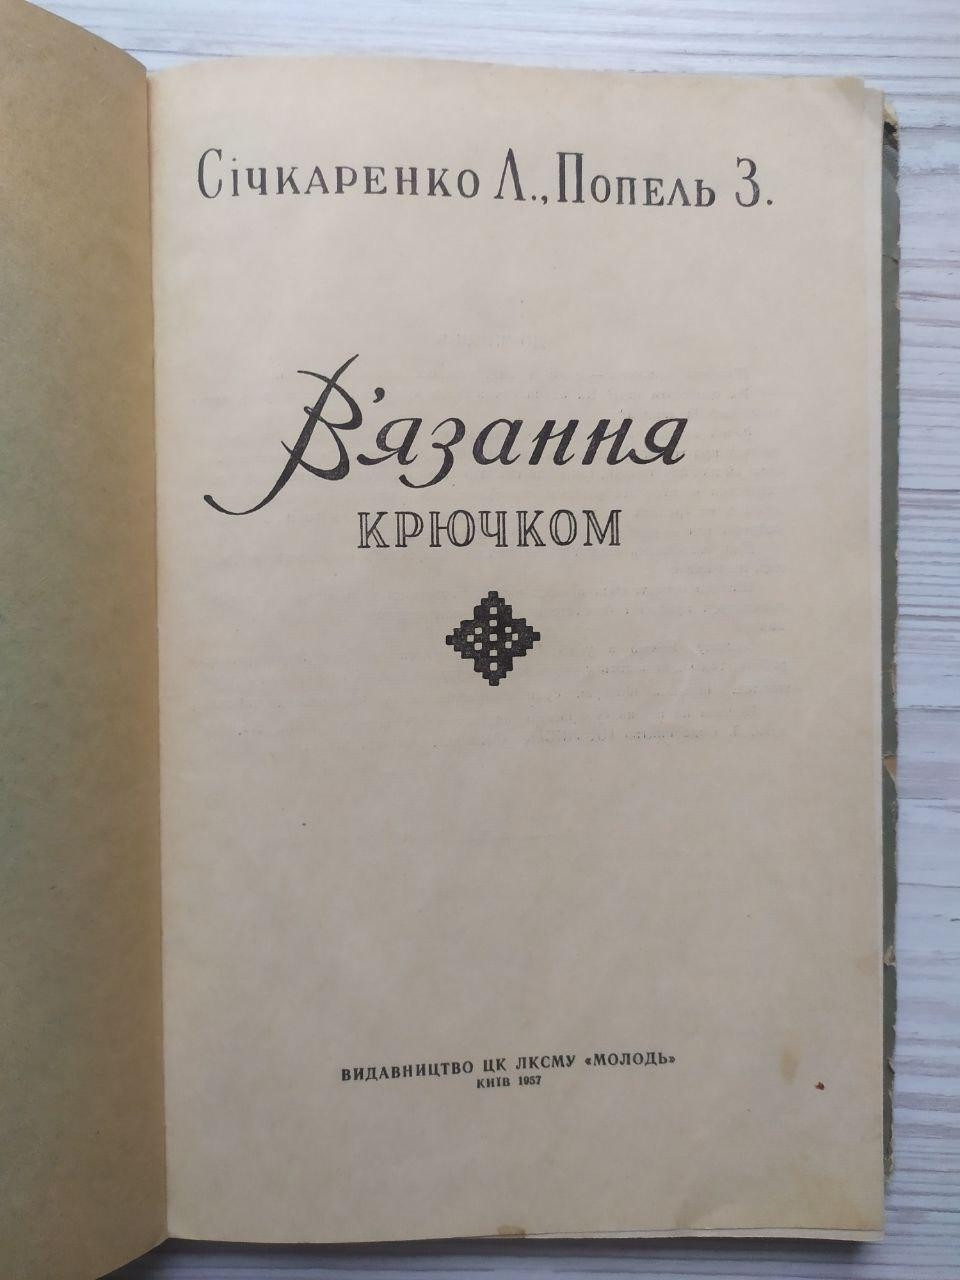 Січкаренко Л., Попель З.
В'язання
КРЮЧКОМ
ВИДАВНИЦТВО ЦК ЛКСМУ «МОЛОДЬ»
КИЇВ 1957